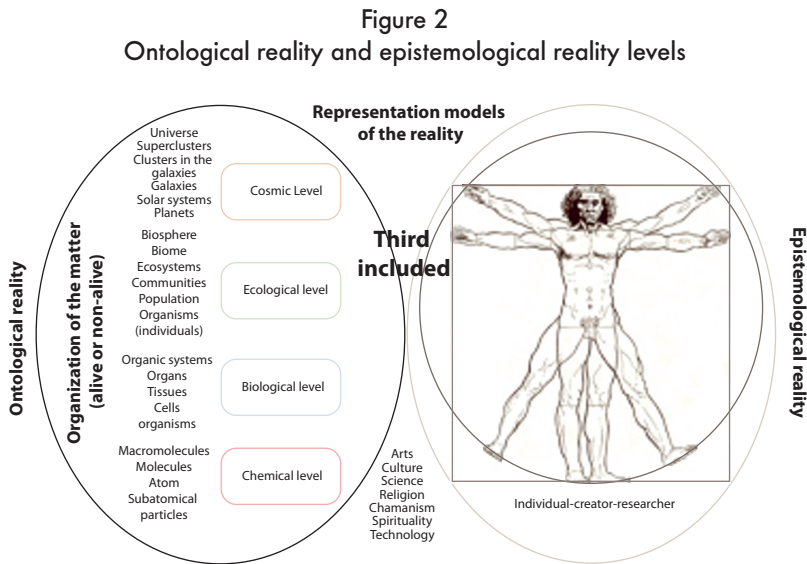 Figure 2
Ontological reality and epistemological reality levels
Representation models
of the reality
Ontological reality
Organization of the matter
(alive or non-alive)
Universe
Superclusters
Clusters in the
galaxies
Galaxies
Solar systems
Planets
Cosmic Level
Biosphere
Biome
Ecosystems
Communities
Population
Organisms
(individuals)
Ecological level
Organic systems
Organs
Tissues
Cells
organisms
Biological level
Macromolecules
Molecules
Atom
Subatomical
particles
Chemical level
Third
included
Arts
Culture
Science
Religion
Chamanism
Spirituality
Technology
Individual-creator-researcher
Epistemological reality